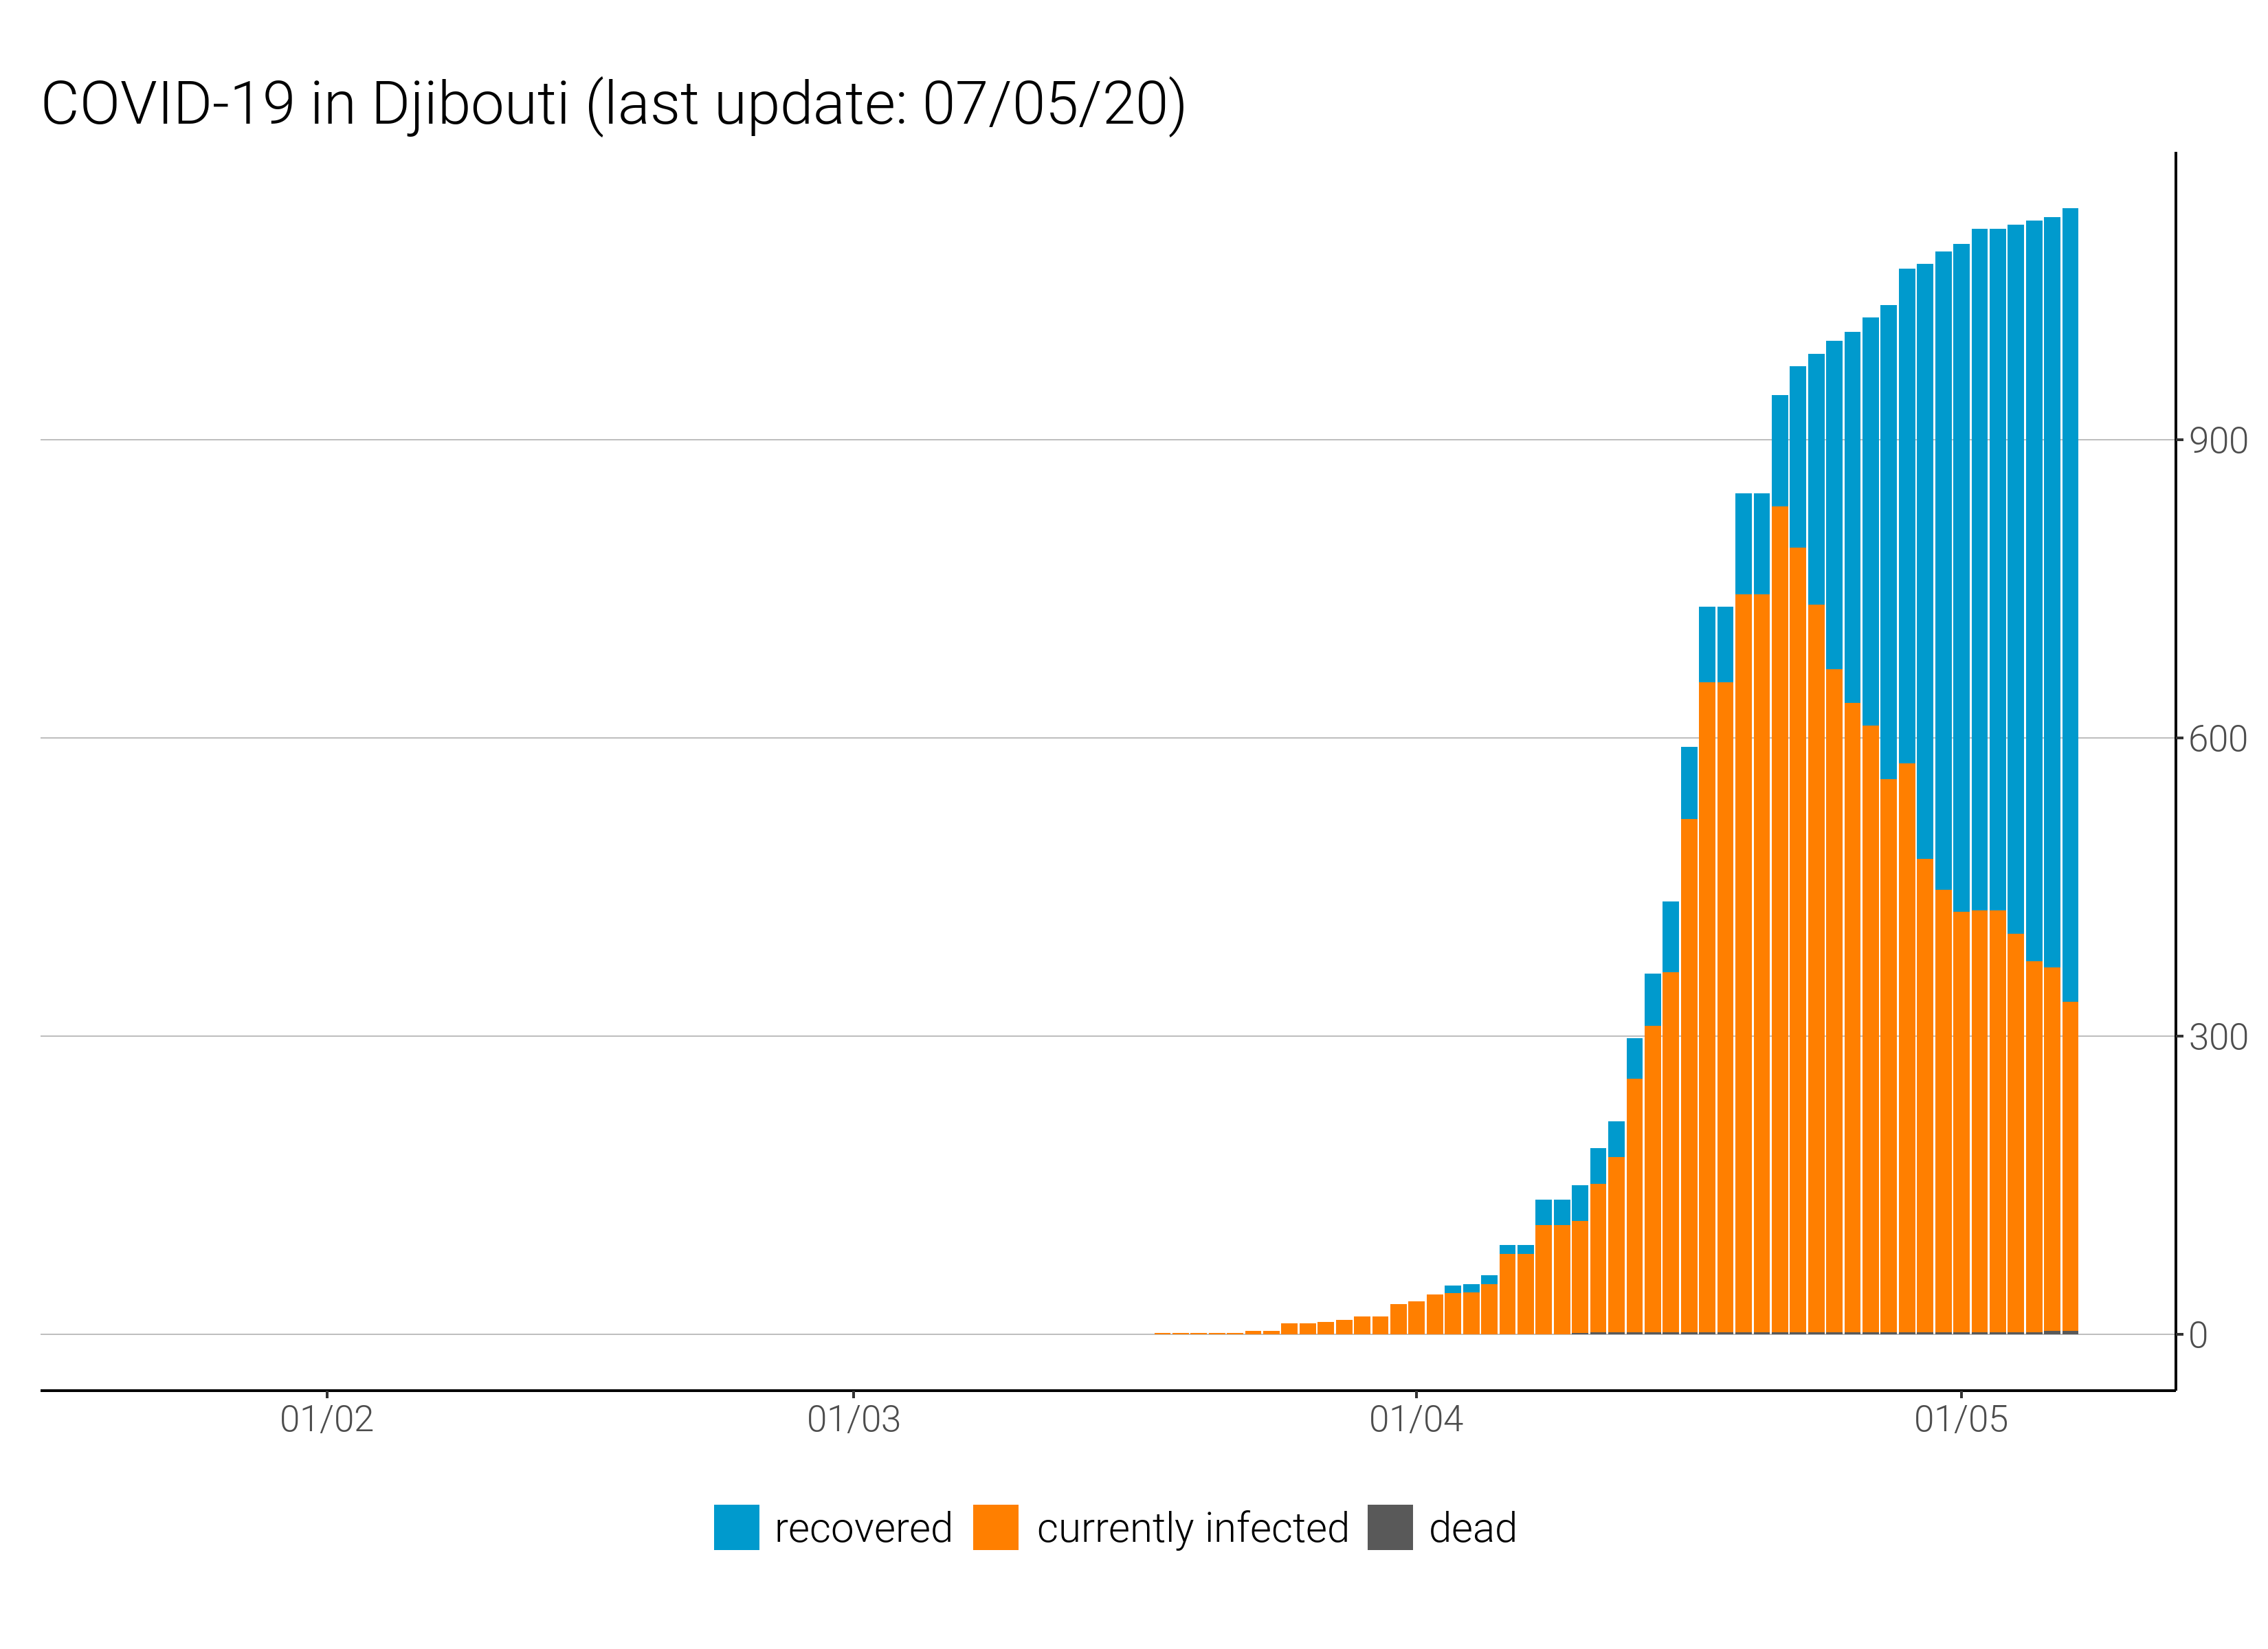 COVID-19 in Djibouti (last update: 07/05/20)
900
600
300
0
01/02 01/03 01/04 01/05
recovered currently infected dead